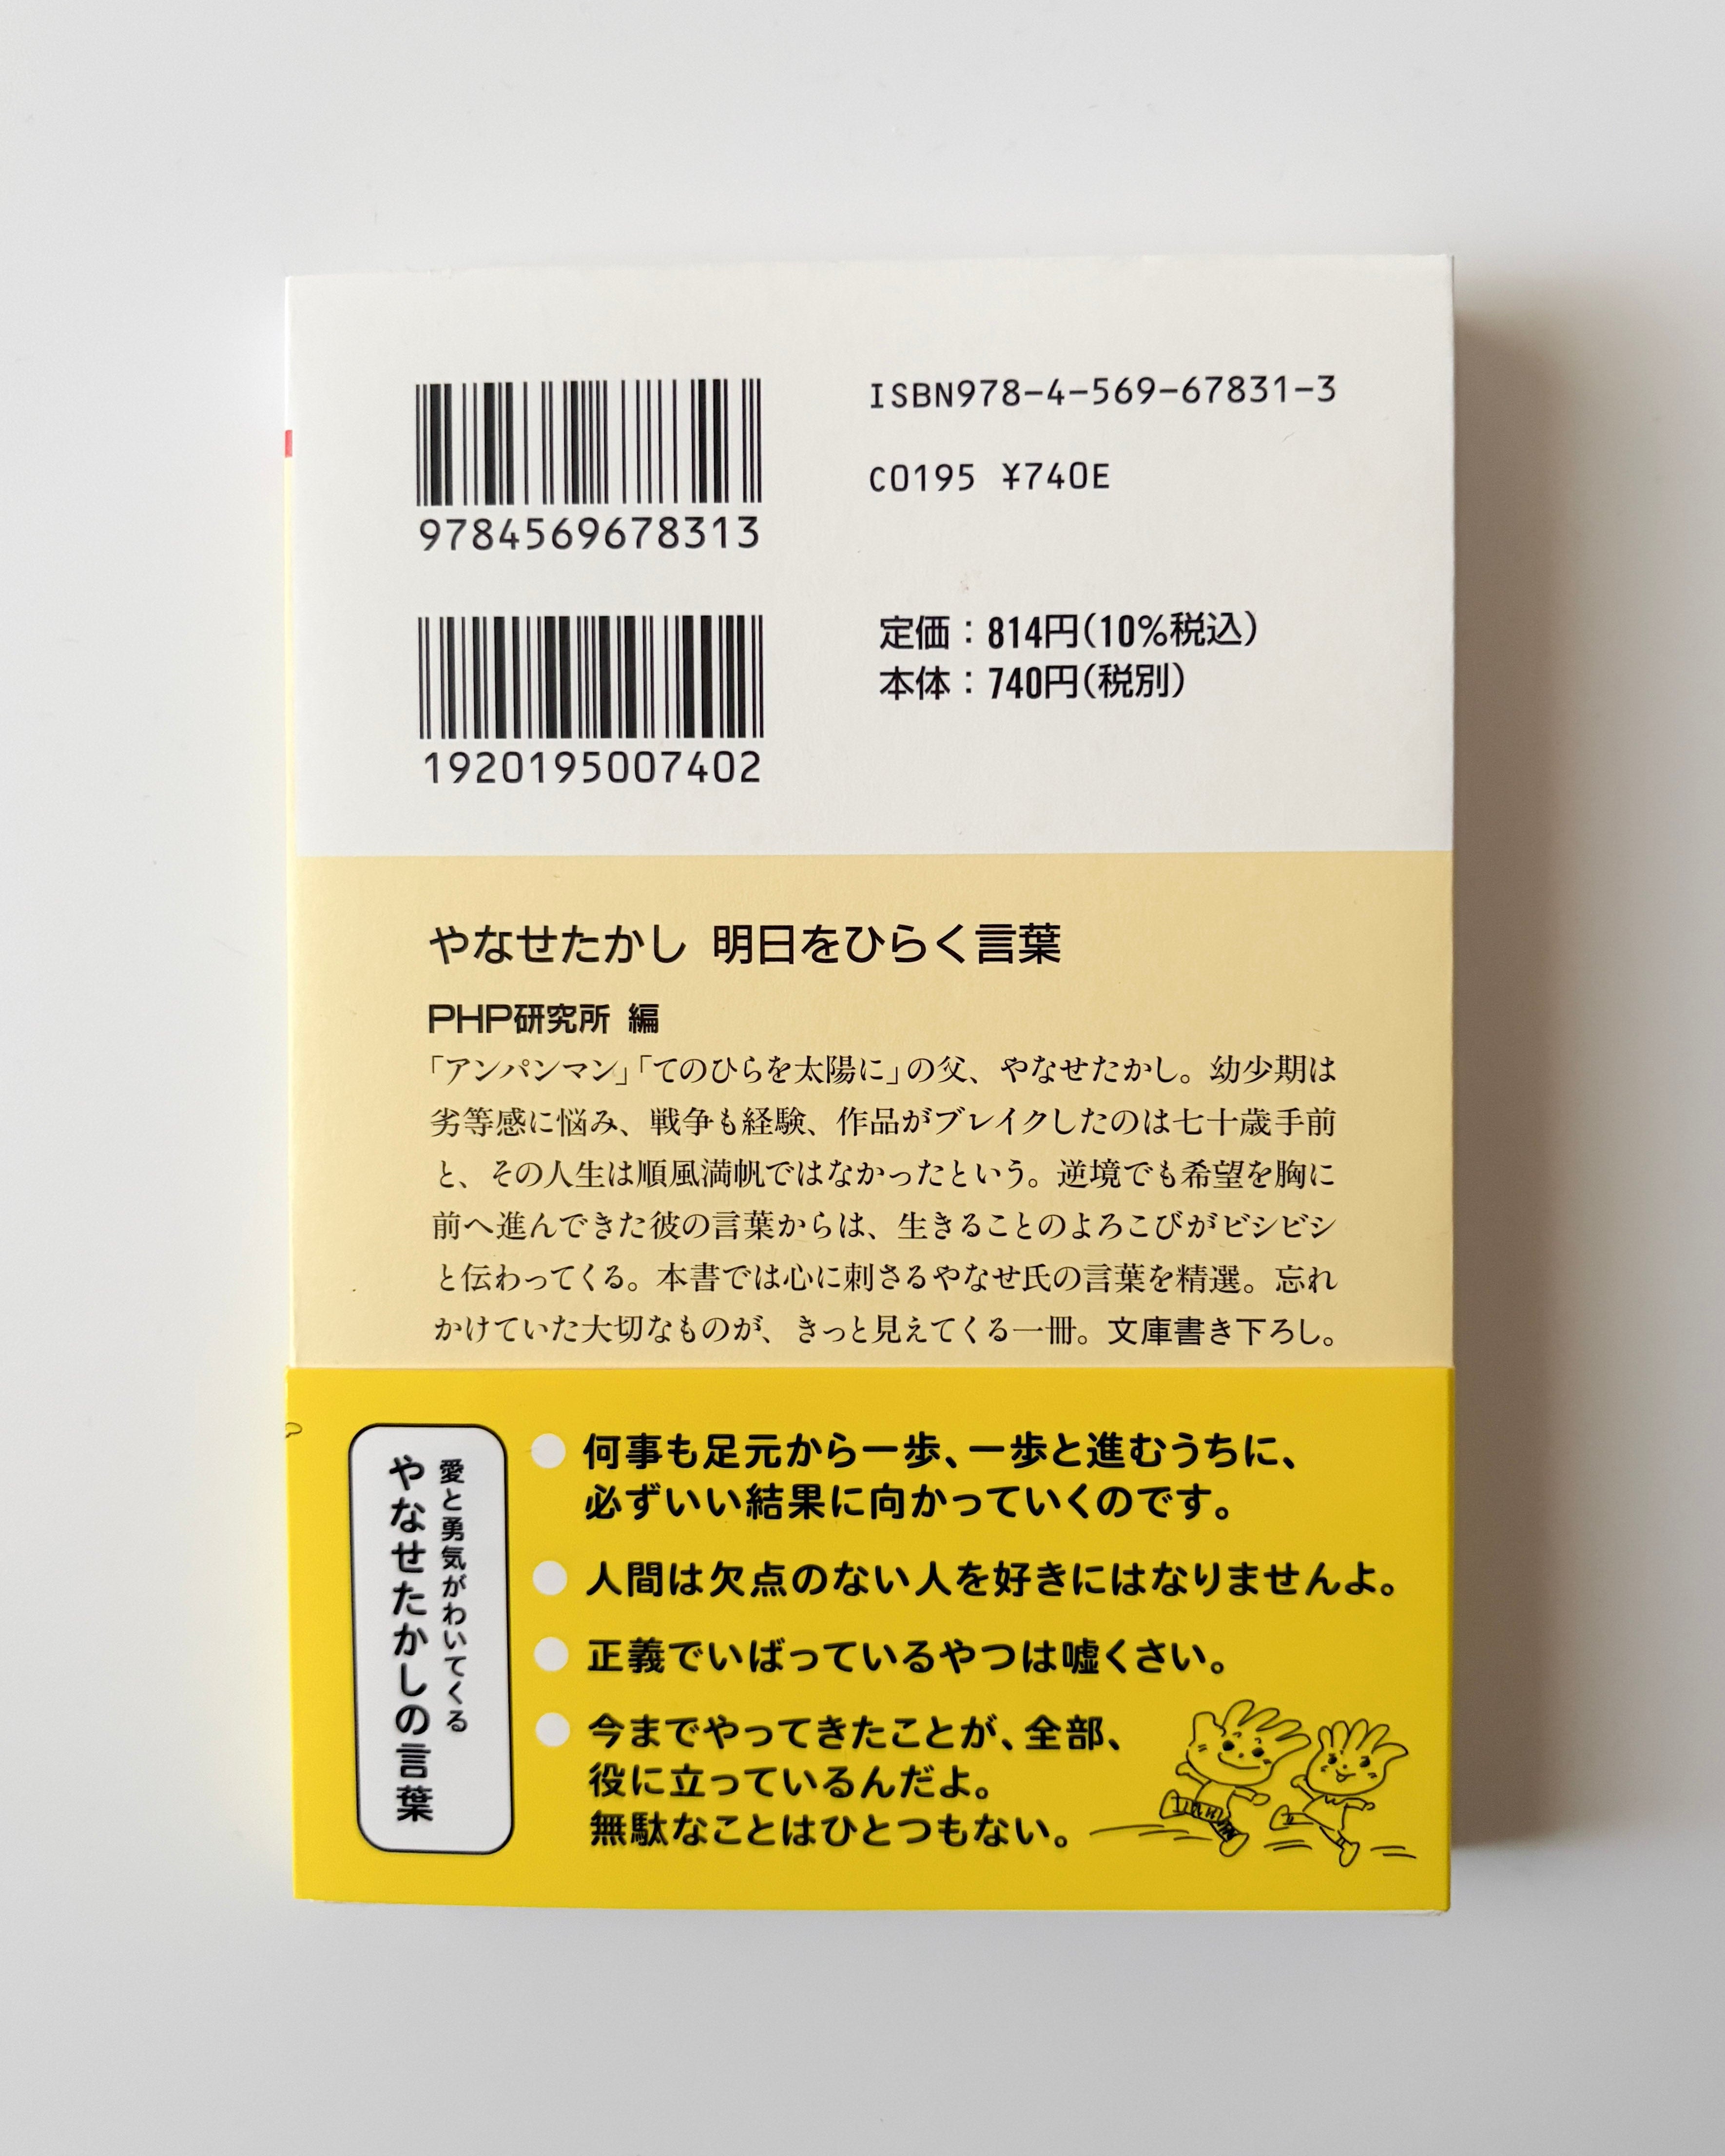 9784569678313
ISBN978-4-569-67831-3
C0195 ¥740E
1920195007402
定価：814円（10%税込）
本体：740円（税別）
やなせたかし 明日をひらく言葉
PHP研究所 編
「アンパンマン」「てのひらを太陽に」の父、やなせたかし。幼少期は
劣等感に悩み、戦争も経験、作品がブレイクしたのは七十歳手前
と、その人生は順風満帆ではなかったという。逆境でも希望を胸に
前へ進んできた彼の言葉からは、生きることのよろこびがビシビシ
と伝わってくる。本書では心に刺さるやなせ氏の言葉を精選。忘れ
かけていた大切なものが、きっと見えてくる一冊。文庫書き下ろし。
愛と勇気がわいてくる
やなせたかしの言葉
何事も足元から一歩、一歩と進むうちに、
必ずいい結果に向かっていくのです。
人間は欠点のない人を好きにはなりませんよ。
正義でいばっているやつは嘘くさい。
今までやってきたことが、全部、
役に立っているんだよ。
無駄なことはひとつもない。